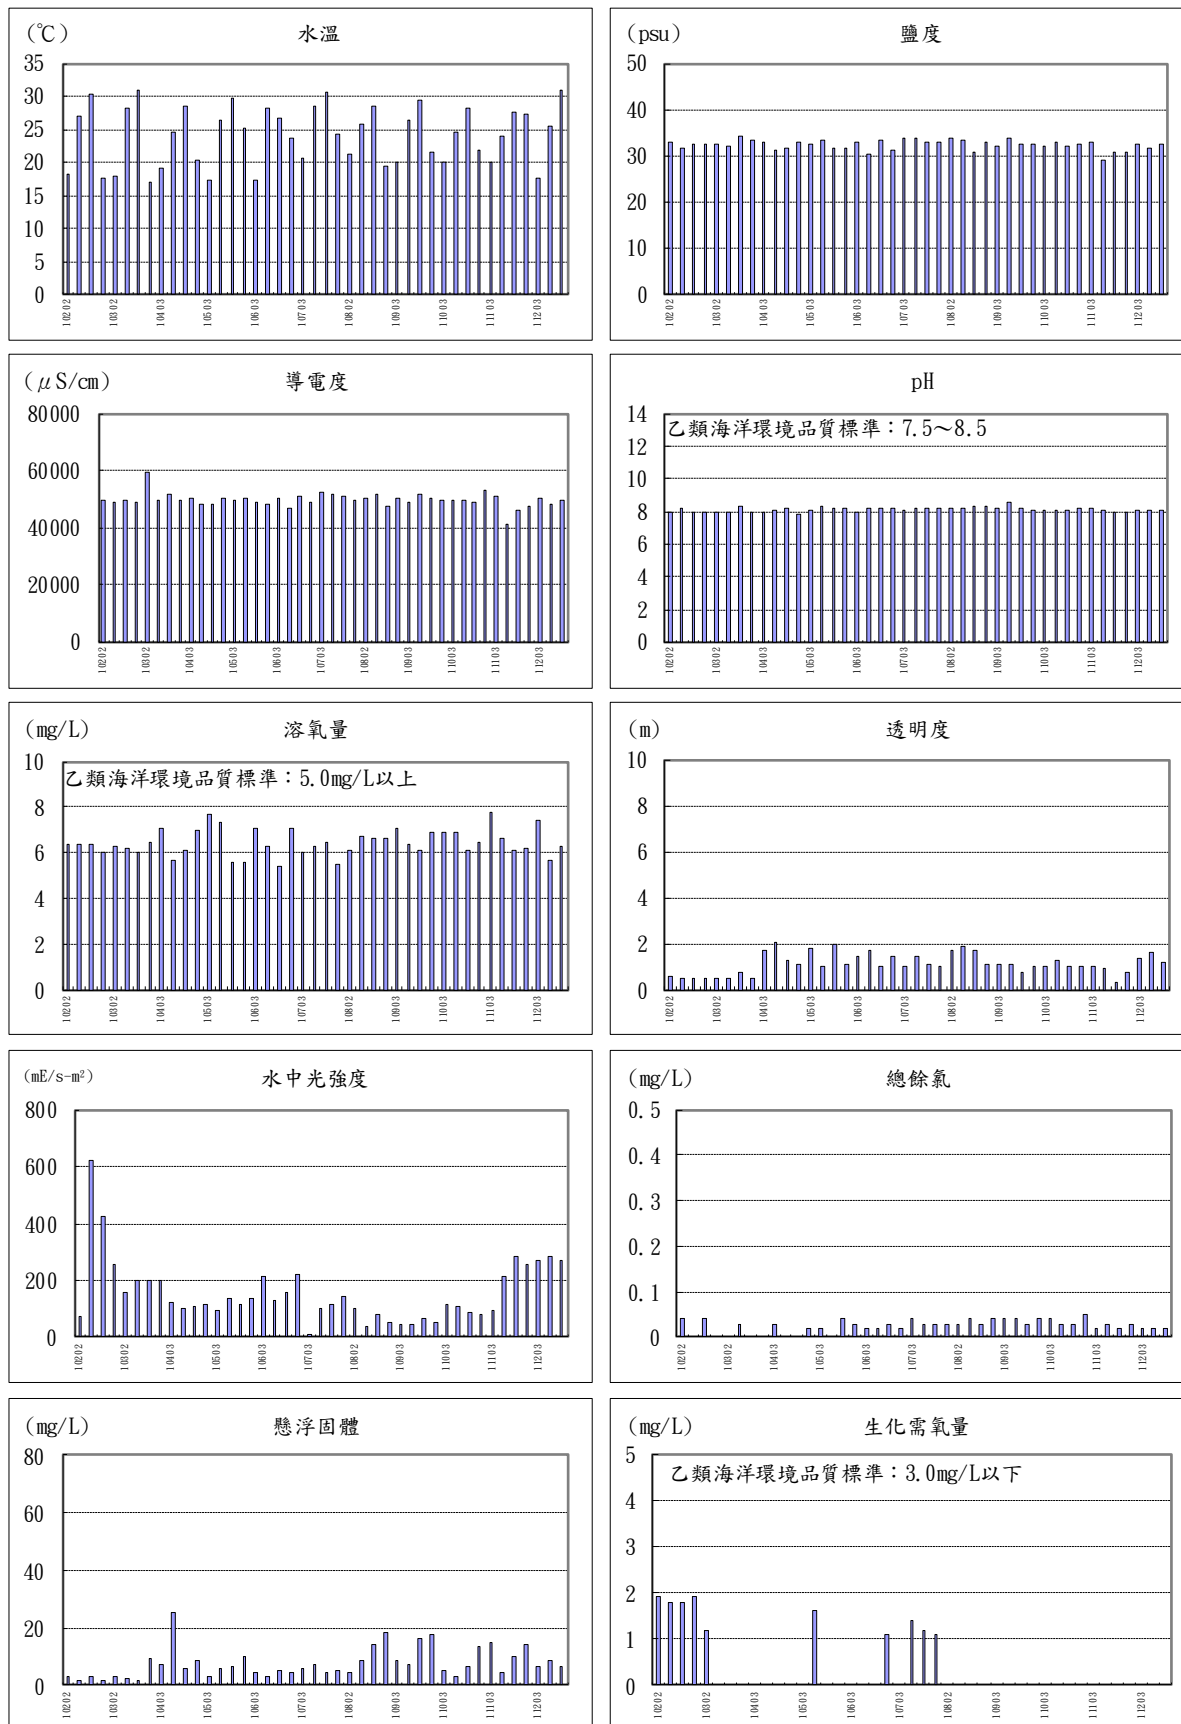 (℃) 水溫
35
30
25
20
15
10
5
0
10202 10302 10403 10503 10603 10703 10802 10903 11003 11103 11203
(psu) 鹽度
50
40
30
20
10
0
10202 10302 10403 10503 10603 10703 10802 10903 11003 11103 11203
(μS/cm) 導電度
80000
60000
40000
20000
0
10202 10302 10403 10503 10603 10703 10802 10903 11003 11103 11203
pH
乙類海洋環境品質標準：7.5～8.5
14
12
10
8
6
4
2
0
10202 10302 10403 10503 10603 10703 10802 10903 11003 11103 11203
(mg/L) 溶氧量
乙類海洋環境品質標準：5.0mg/L以上
10
8
6
4
2
0
10202 10302 10403 10503 10603 10703 10802 10903 11003 11103 11203
(m) 透明度
10
8
6
4
2
0
10202 10302 10403 10503 10603 10703 10802 10903 11003 11103 11203
(mE/s-m²) 水中光強度
800
600
400
200
0
10202 10302 10403 10503 10603 10703 10802 10903 11003 11103 11203
(mg/L) 總餘氯
0.5
0.4
0.3
0.2
0.1
0
10202 10302 10403 10503 10603 10703 10802 10903 11003 11103 11203
(mg/L) 懸浮固體
80
60
40
20
0
10202 10302 10403 10503 10603 10703 10802 10903 11003 11103 11203
(mg/L) 生化需氧量
乙類海洋環境品質標準：3.0mg/L以下
5
4
3
2
1
0
10202 10302 10403 10503 10603 10703 10802 10903 11003 11103 11203